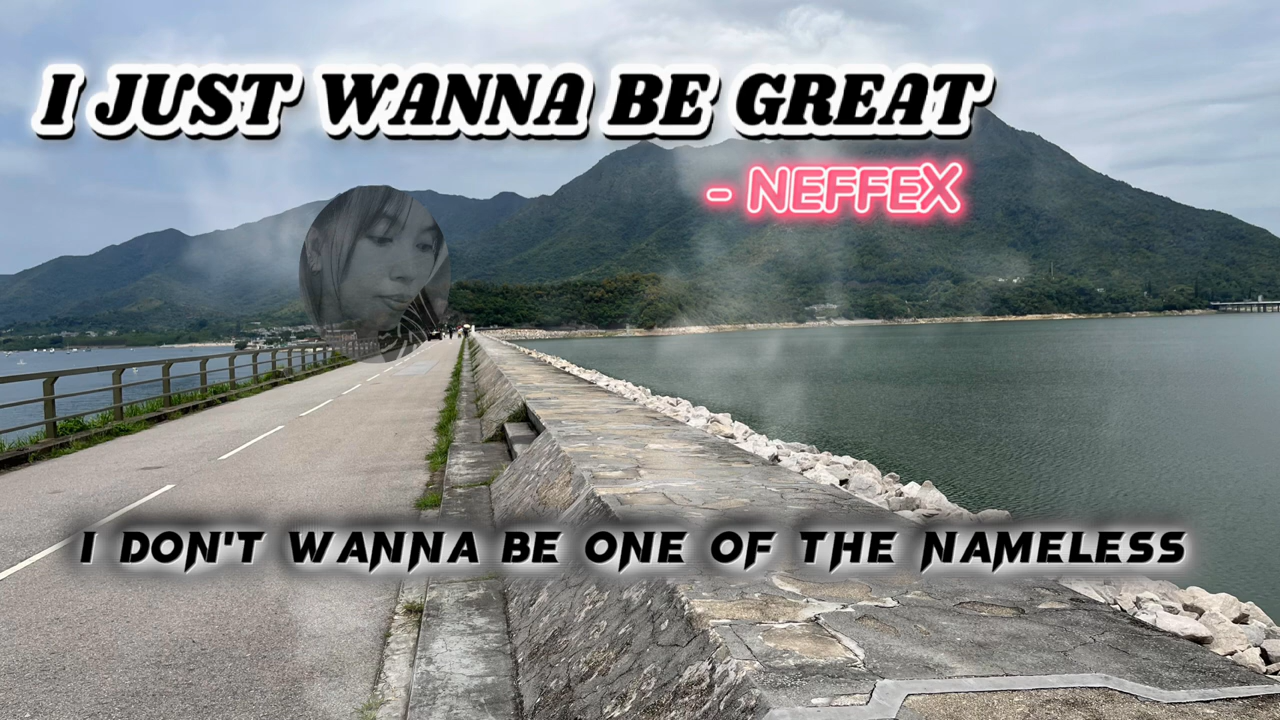 I JUST WANNA BE GREAT
- NEFFEX
I DON'T WANNA BE ONE OF THE NAMELESS